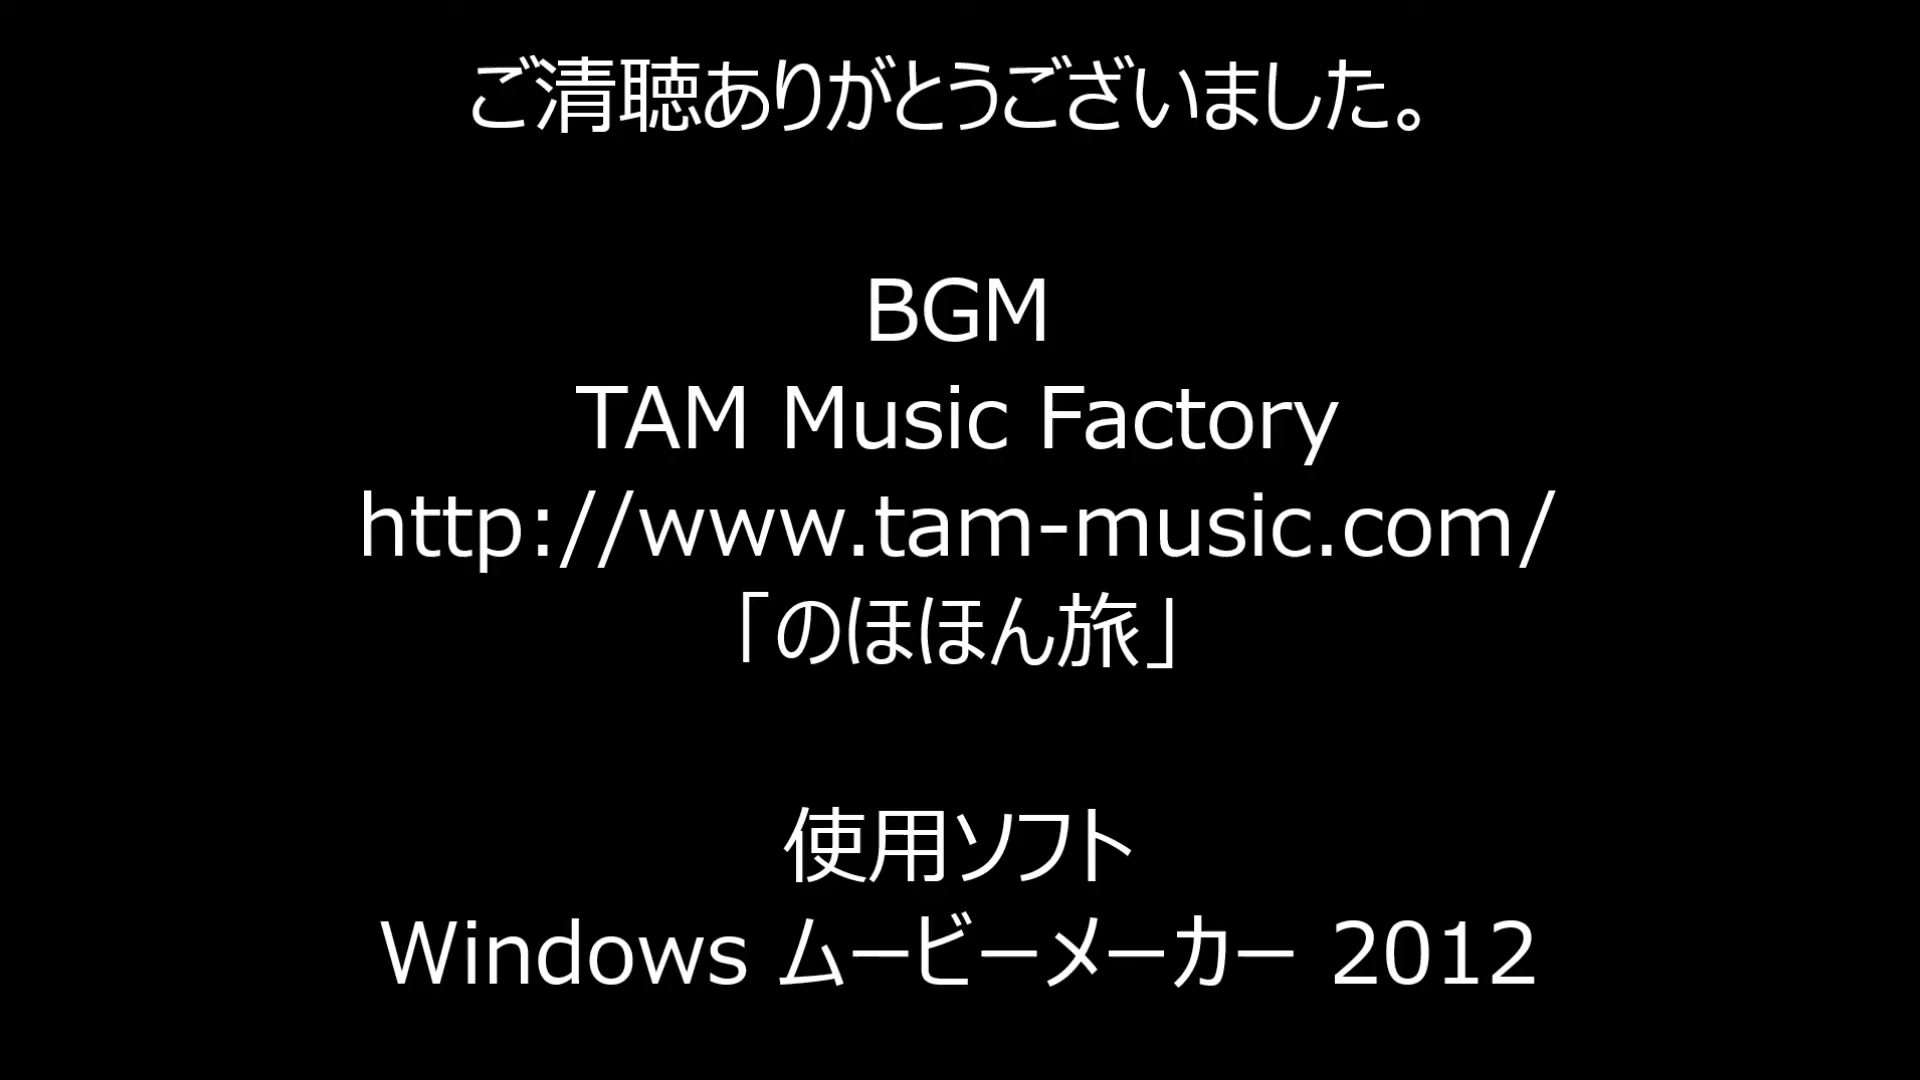 ご清聴ありがとうございました。
BGM
TAM Music Factory
http://www.tam-music.com/
「のほほん旅」
使用ソフト
Windows ムービーメーカー 2012